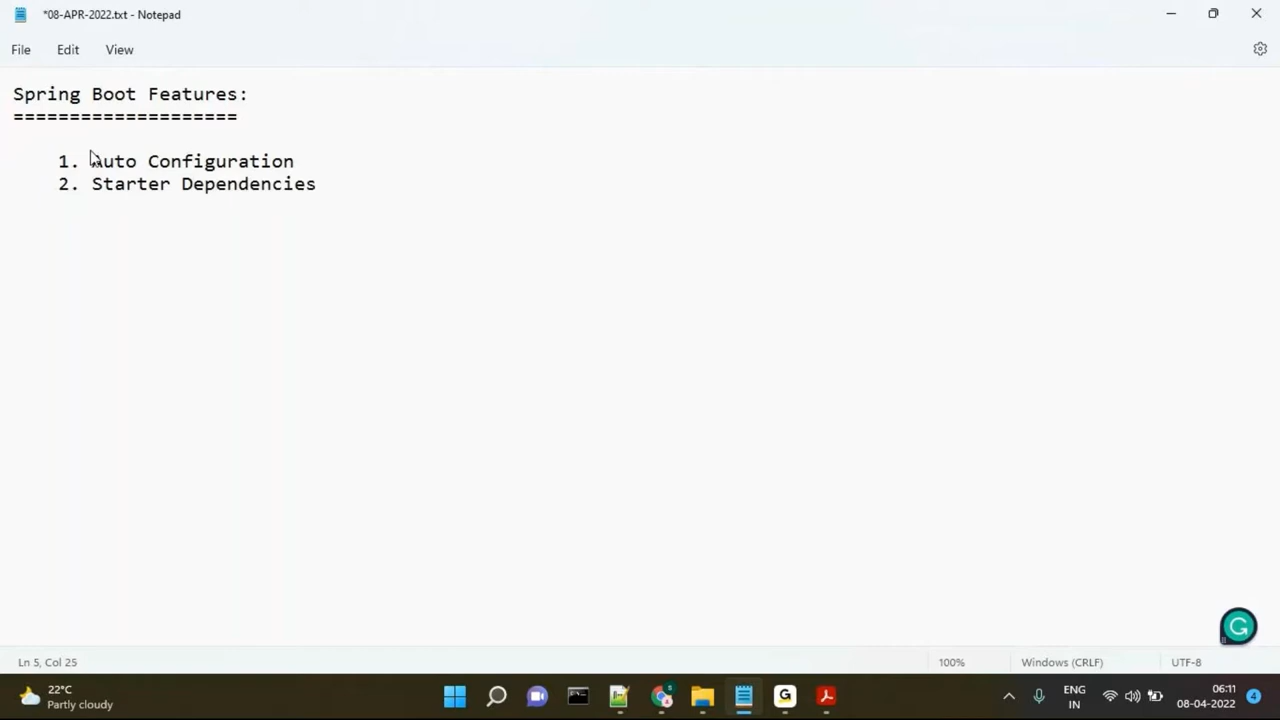 *08-APR-2022.txt - Notepad
File Edit View
Spring Boot Features:
====================
1. Auto Configuration
2. Starter Dependencies
Ln 5, Col 25 100% Windows (CRLF) UTF-8
22°C
Partly cloudy
ENG
IN
06:11
08-04-2022
4